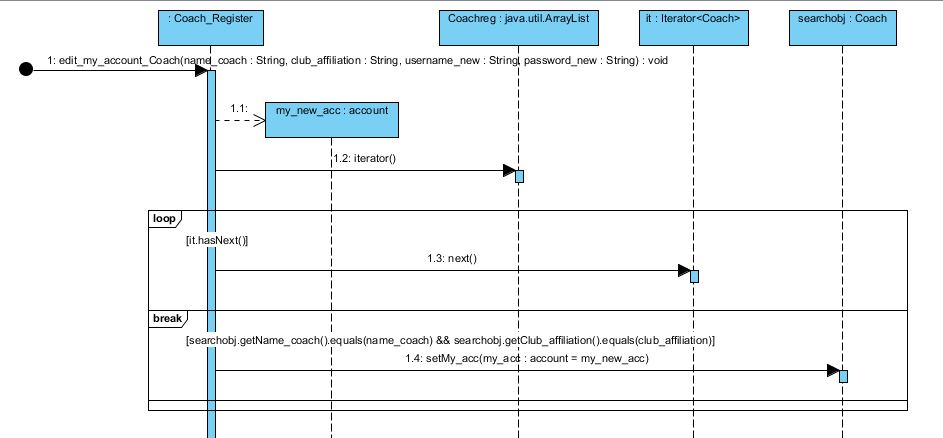 : Coach_Register
Coachreg : java.util.ArrayList
it : Iterator<Coach>
searchobj : Coach
1: edit_my_account_Coach(name_coach : String, club_affiliation : String, username_new : String, password_new : String) : void
1.1:
my_new_acc : account
1.2: iterator()
loop
[it.hasNext()]
1.3: next()
break
[searchobj.getName_coach().equals(name_coach) && searchobj.getClub_affiliation().equals(club_affiliation)]
1.4: setMy_acc(my_acc : account = my_new_acc)